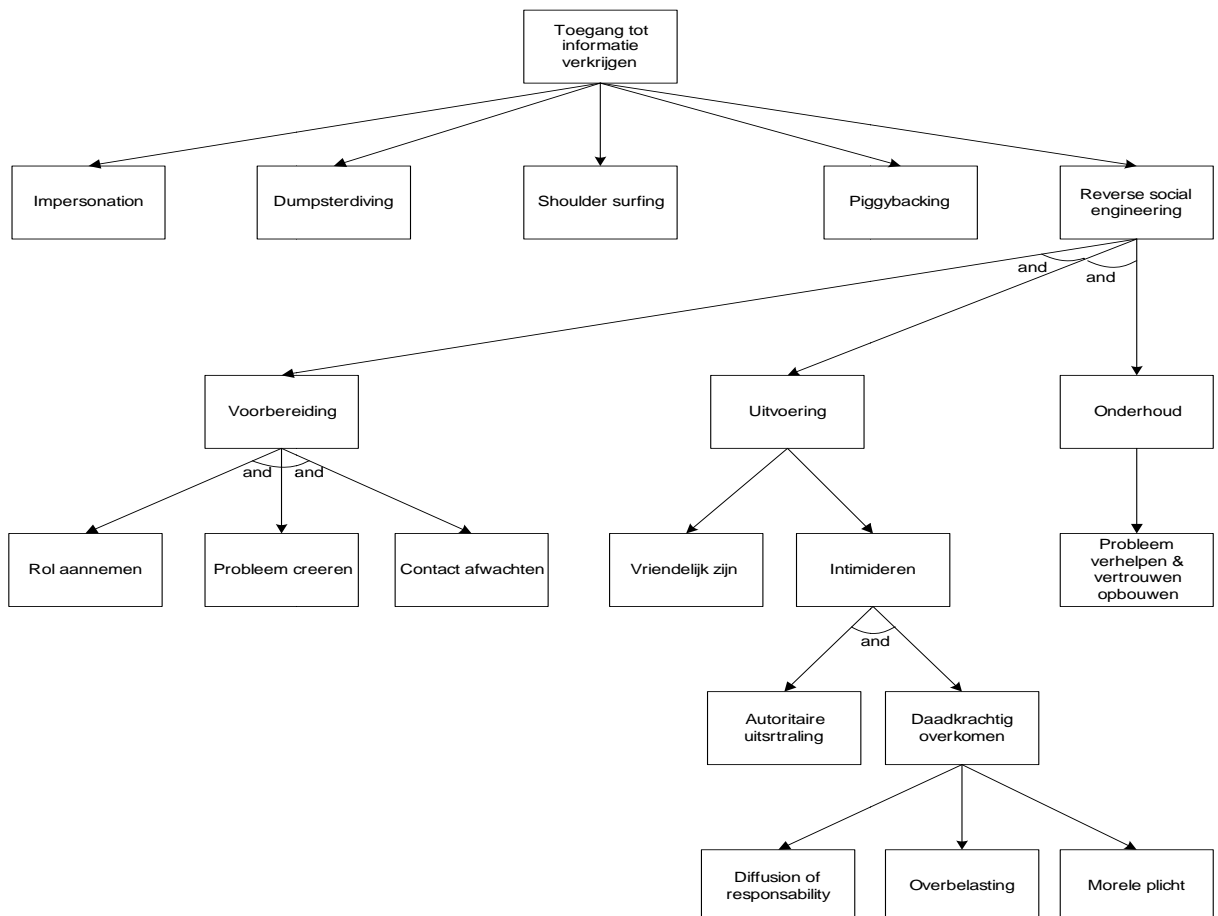 Toegang tot
informatie
verkrijgen
Impersonation
Dumpsterdiving
Shoulder surfing
Piggybacking
Reverse social
engineering
and
and
Voorbereiding
Uitvoering
Onderhoud
and
and
Rol aannemen
Probleem creeren
Contact afwachten
Vriendelijk zijn
Intimideren
Probleem
verhelpen &
vertrouwen
opbouwen
and
Autoritaire
uitsrtraling
Daadkrachtig
overkomen
Diffusion of
responsability
Overbelasting
Morele plicht